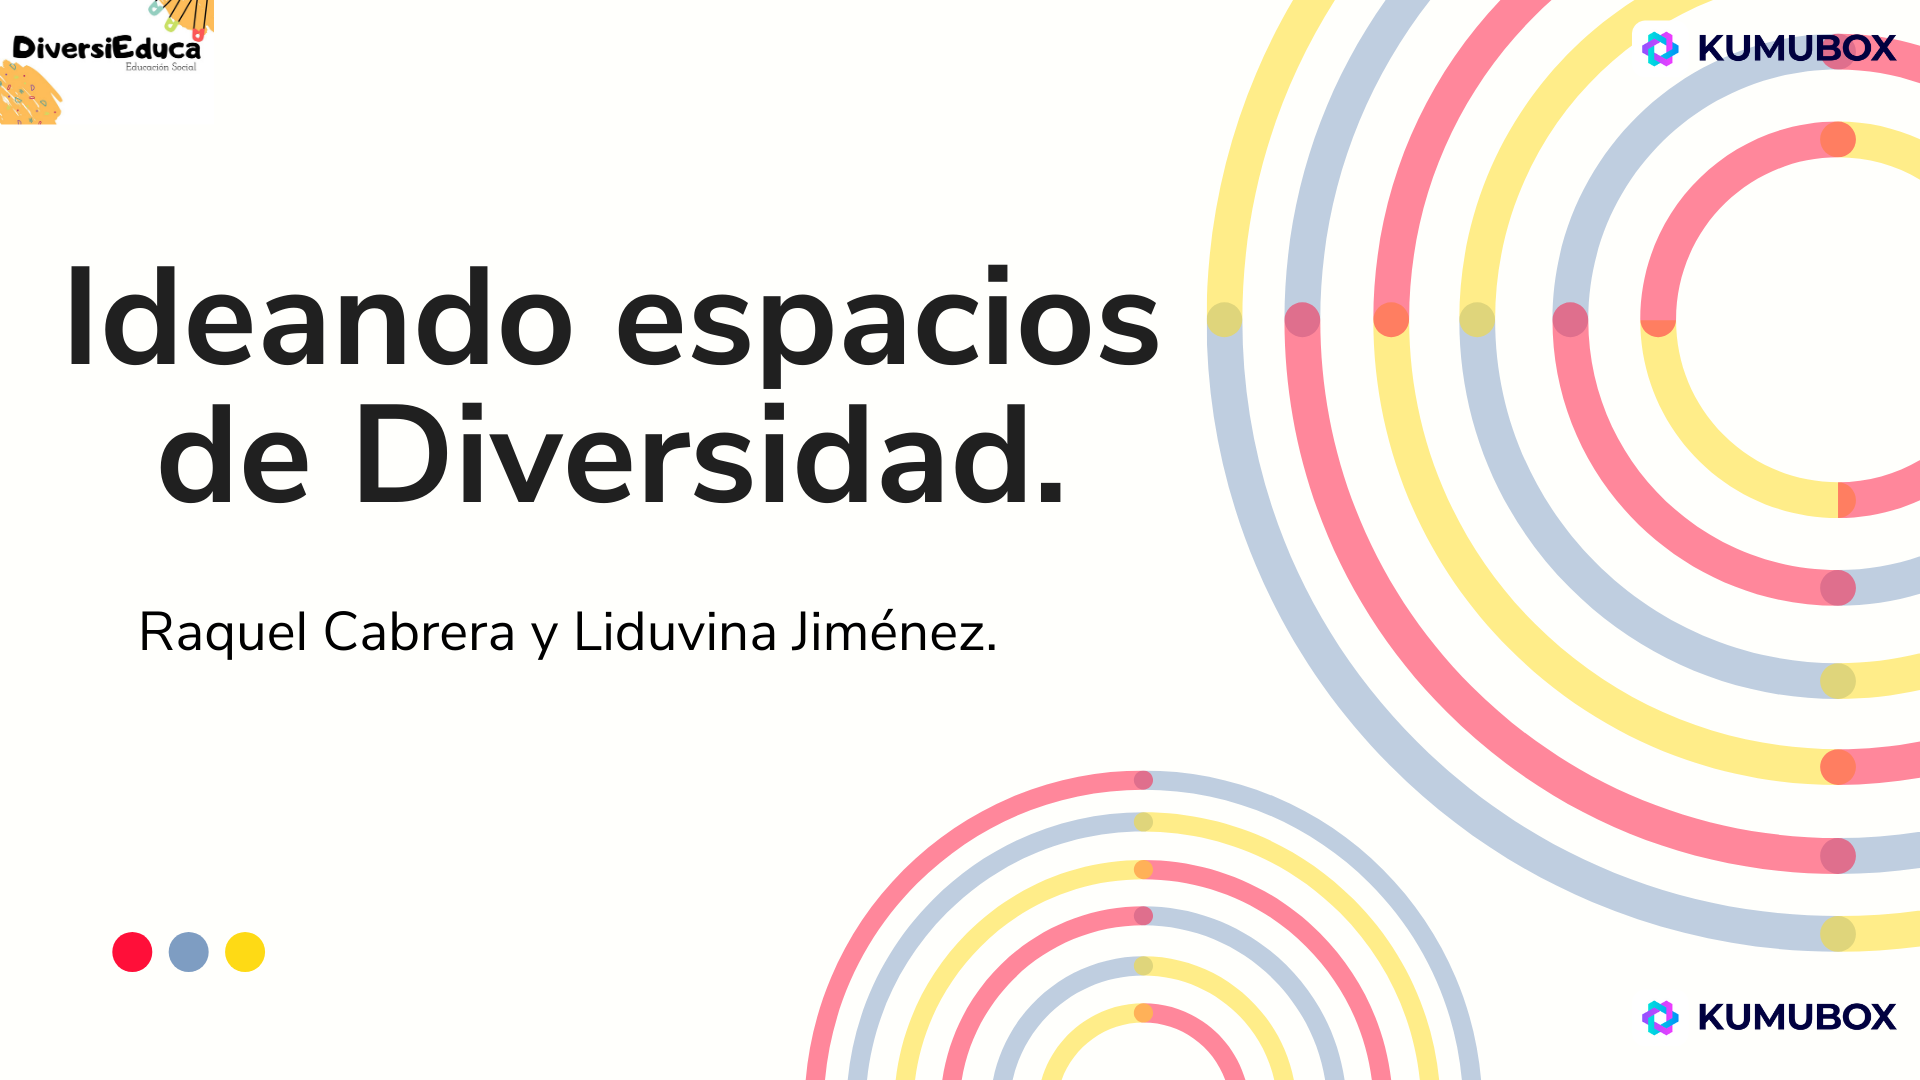 DiversiEduca
Educación Social
KUMUBOX
Ideando espacios
de Diversidad.
Raquel Cabrera y Liduvina Jiménez.
KUMUBOX